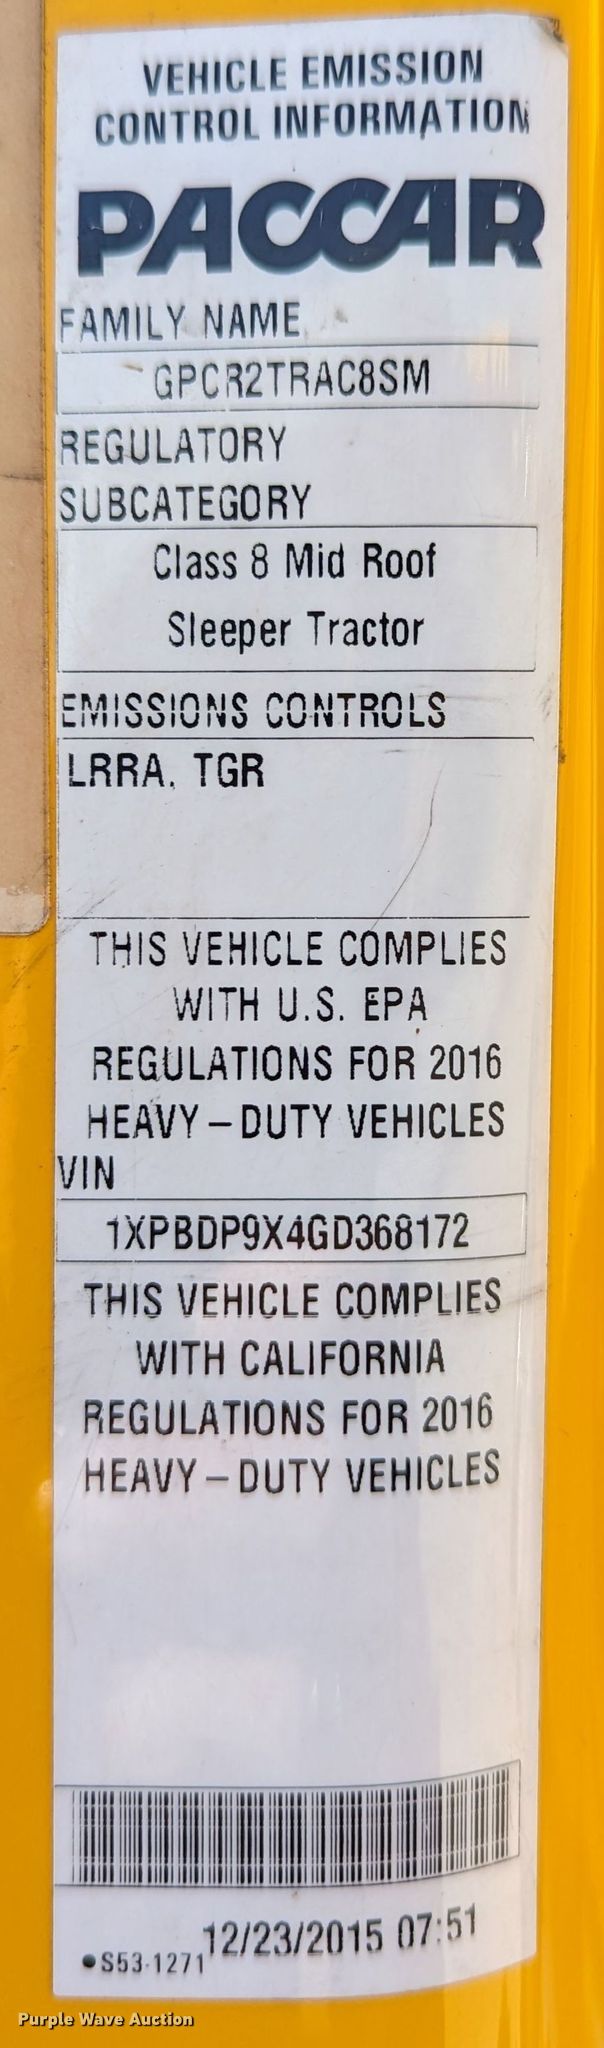 VEHICLE EMISSION
CONTROL INFORMATION
PACCAR
FAMILY NAME
GPCR2TRAC8SM
REGULATORY
SUBCATEGORY
Class 8 Mid Roof
Sleeper Tractor
EMISSIONS CONTROLS
LRRA, TGR
THIS VEHICLE COMPLIES
WITH U.S. EPA
REGULATIONS FOR 2016
HEAVY-DUTY VEHICLES
VIN
1XPBDP9X4GD368172
THIS VEHICLE COMPLIES
WITH CALIFORNIA
REGULATIONS FOR 2016
HEAVY-DUTY VEHICLES
12/23/2015 07:51
•S53-1271
Purple Wave Auction